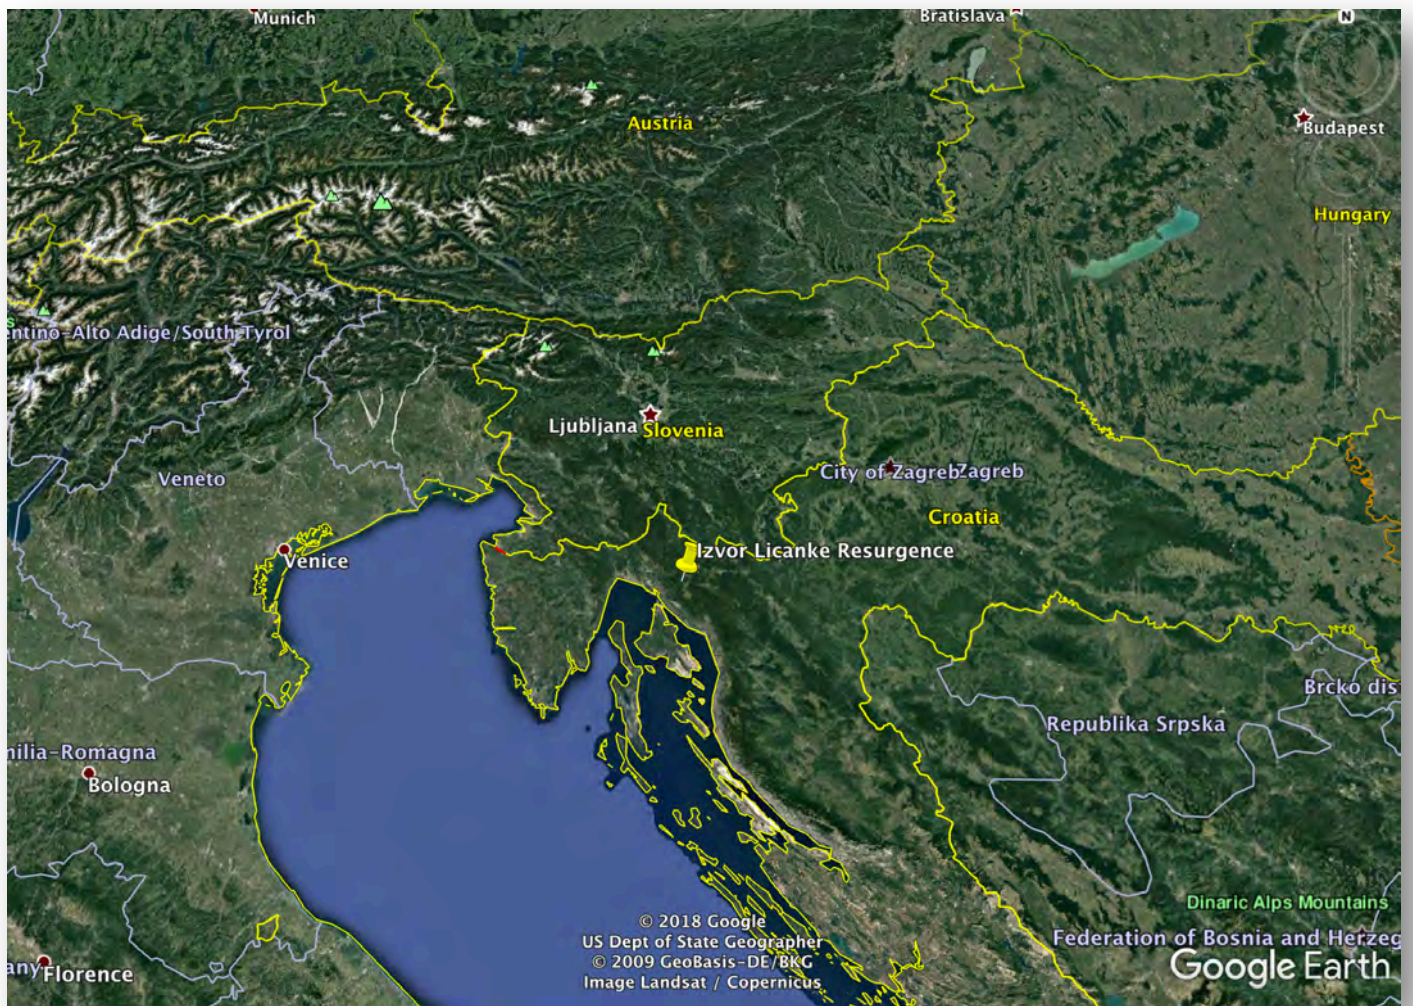 Munich
Bratislava
N
Austria
Budapest
Hungary
entino-Alto Adige/South Tyrol
Ljubljana
Slovenia
Veneto
City of Zagreb
Zagreb
Croatia
Izvor Licanke Resurgence
Venice
Brcko dis
Republika Srpska
milia-Romagna
Bologna
Dinaric Alps Mountains
© 2018 Google
US Dept of State Geographer
© 2009 GeoBasis-DE/BKG
Image Landsat / Copernicus
Federation of Bosnia and Herzeg
any
Florence
Google Earth